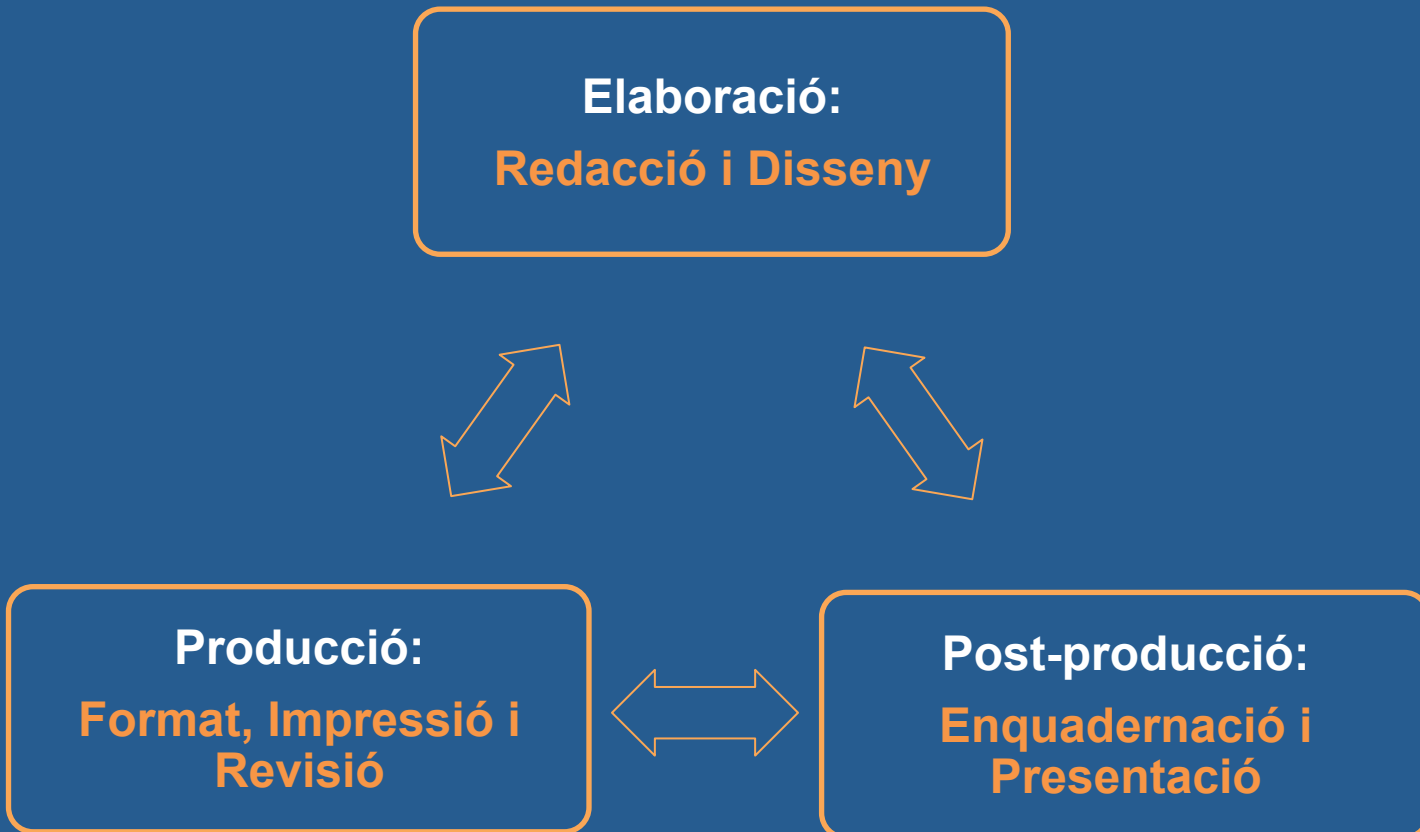 Elaboració:
Redacció i Disseny
Producció:
Format, Impressió i
Revisió
Post-producció:
Enquadernació i
Presentació